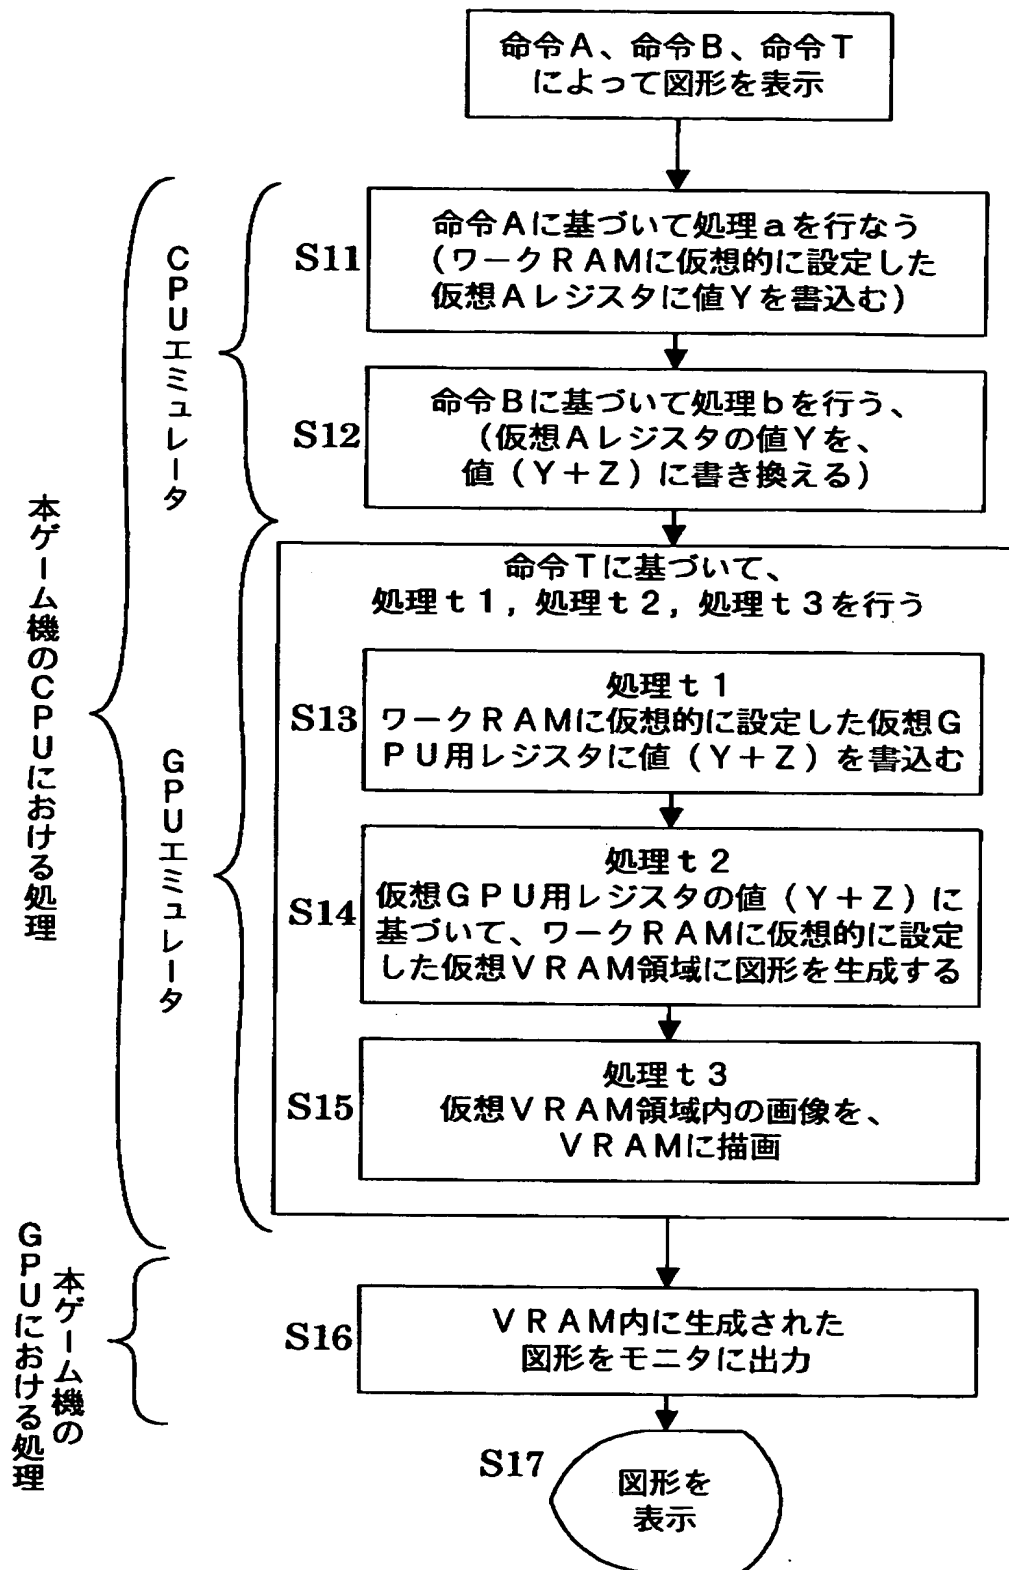 命令A、命令B、命令T
によって図形を表示
S11
命令Aに基づいて処理aを行なう
(ワークRAMに仮想的に設定した
仮想Aレジスタに値Yを書込む)
S12
命令Bに基づいて処理bを行う、
(仮想Aレジスタの値Yを、
値(Y+Z)に書き換える)
CPUエミュレータ
命令Tに基づいて、
処理t1,処理t2,処理t3を行う
S13
処理t1
ワークRAMに仮想的に設定した仮想G
PU用レジスタに値(Y+Z)を書込む
S14
処理t2
仮想GPU用レジスタの値(Y+Z)に
基づいて、ワークRAMに仮想的に設定
した仮想VRAM領域に図形を生成する
S15
処理t3
仮想VRAM領域内の画像を、
VRAMに描画
GPUエミュレータ
本ゲーム機のCPUにおける処理
S16
VRAM内に生成された
図形をモニタに出力
本ゲーム機の
GPUにおける処理
S17
図形を
表示